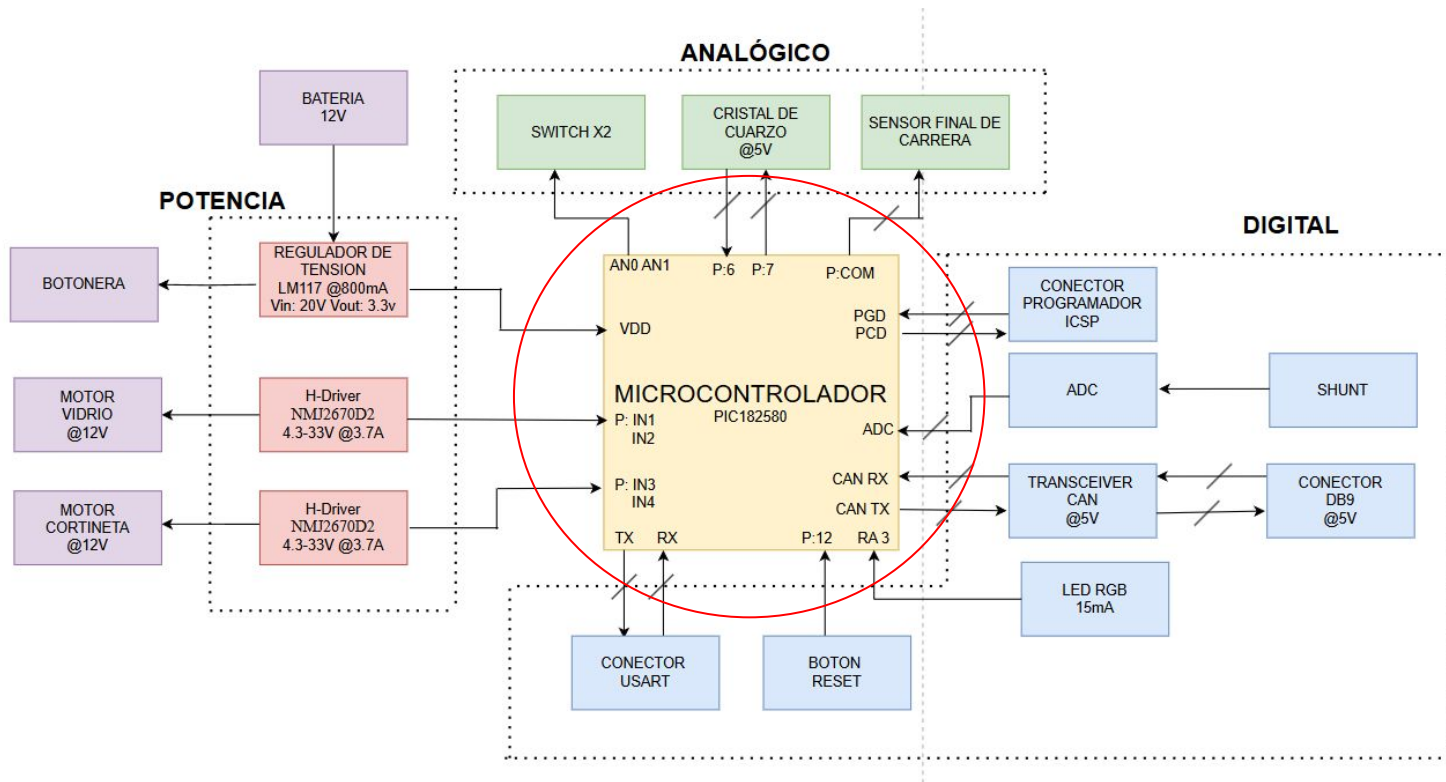 ANALÓGICO
BATERIA
12V
SWITCH X2
CRISTAL DE
CUARZO
@5V
SENSOR FINAL DE
CARRERA
POTENCIA
DIGITAL
BOTONERA
REGULADOR DE
TENSION
LM117 @800mA
Vin: 20V Vout: 3.3v
AN0 AN1
P:6
P:7
P:COM
VDD
PGD
PCD
CONECTOR
PROGRAMADOR
ICSP
MICROCONTROLADOR
PIC182580
MOTOR
VIDRIO
@12V
H-Driver
NMJ2670D2
4.3-33V @3.7A
P: IN1
IN2
ADC
ADC
SHUNT
MOTOR
CORTINETA
@12V
H-Driver
NMJ2670D2
4.3-33V @3.7A
P: IN3
IN4
CAN RX
CAN TX
TRANSCEIVER
CAN
@5V
CONECTOR
DB9
@5V
TX
RX
P:12
RA 3
LED RGB
15mA
CONECTOR
USART
BOTON
RESET